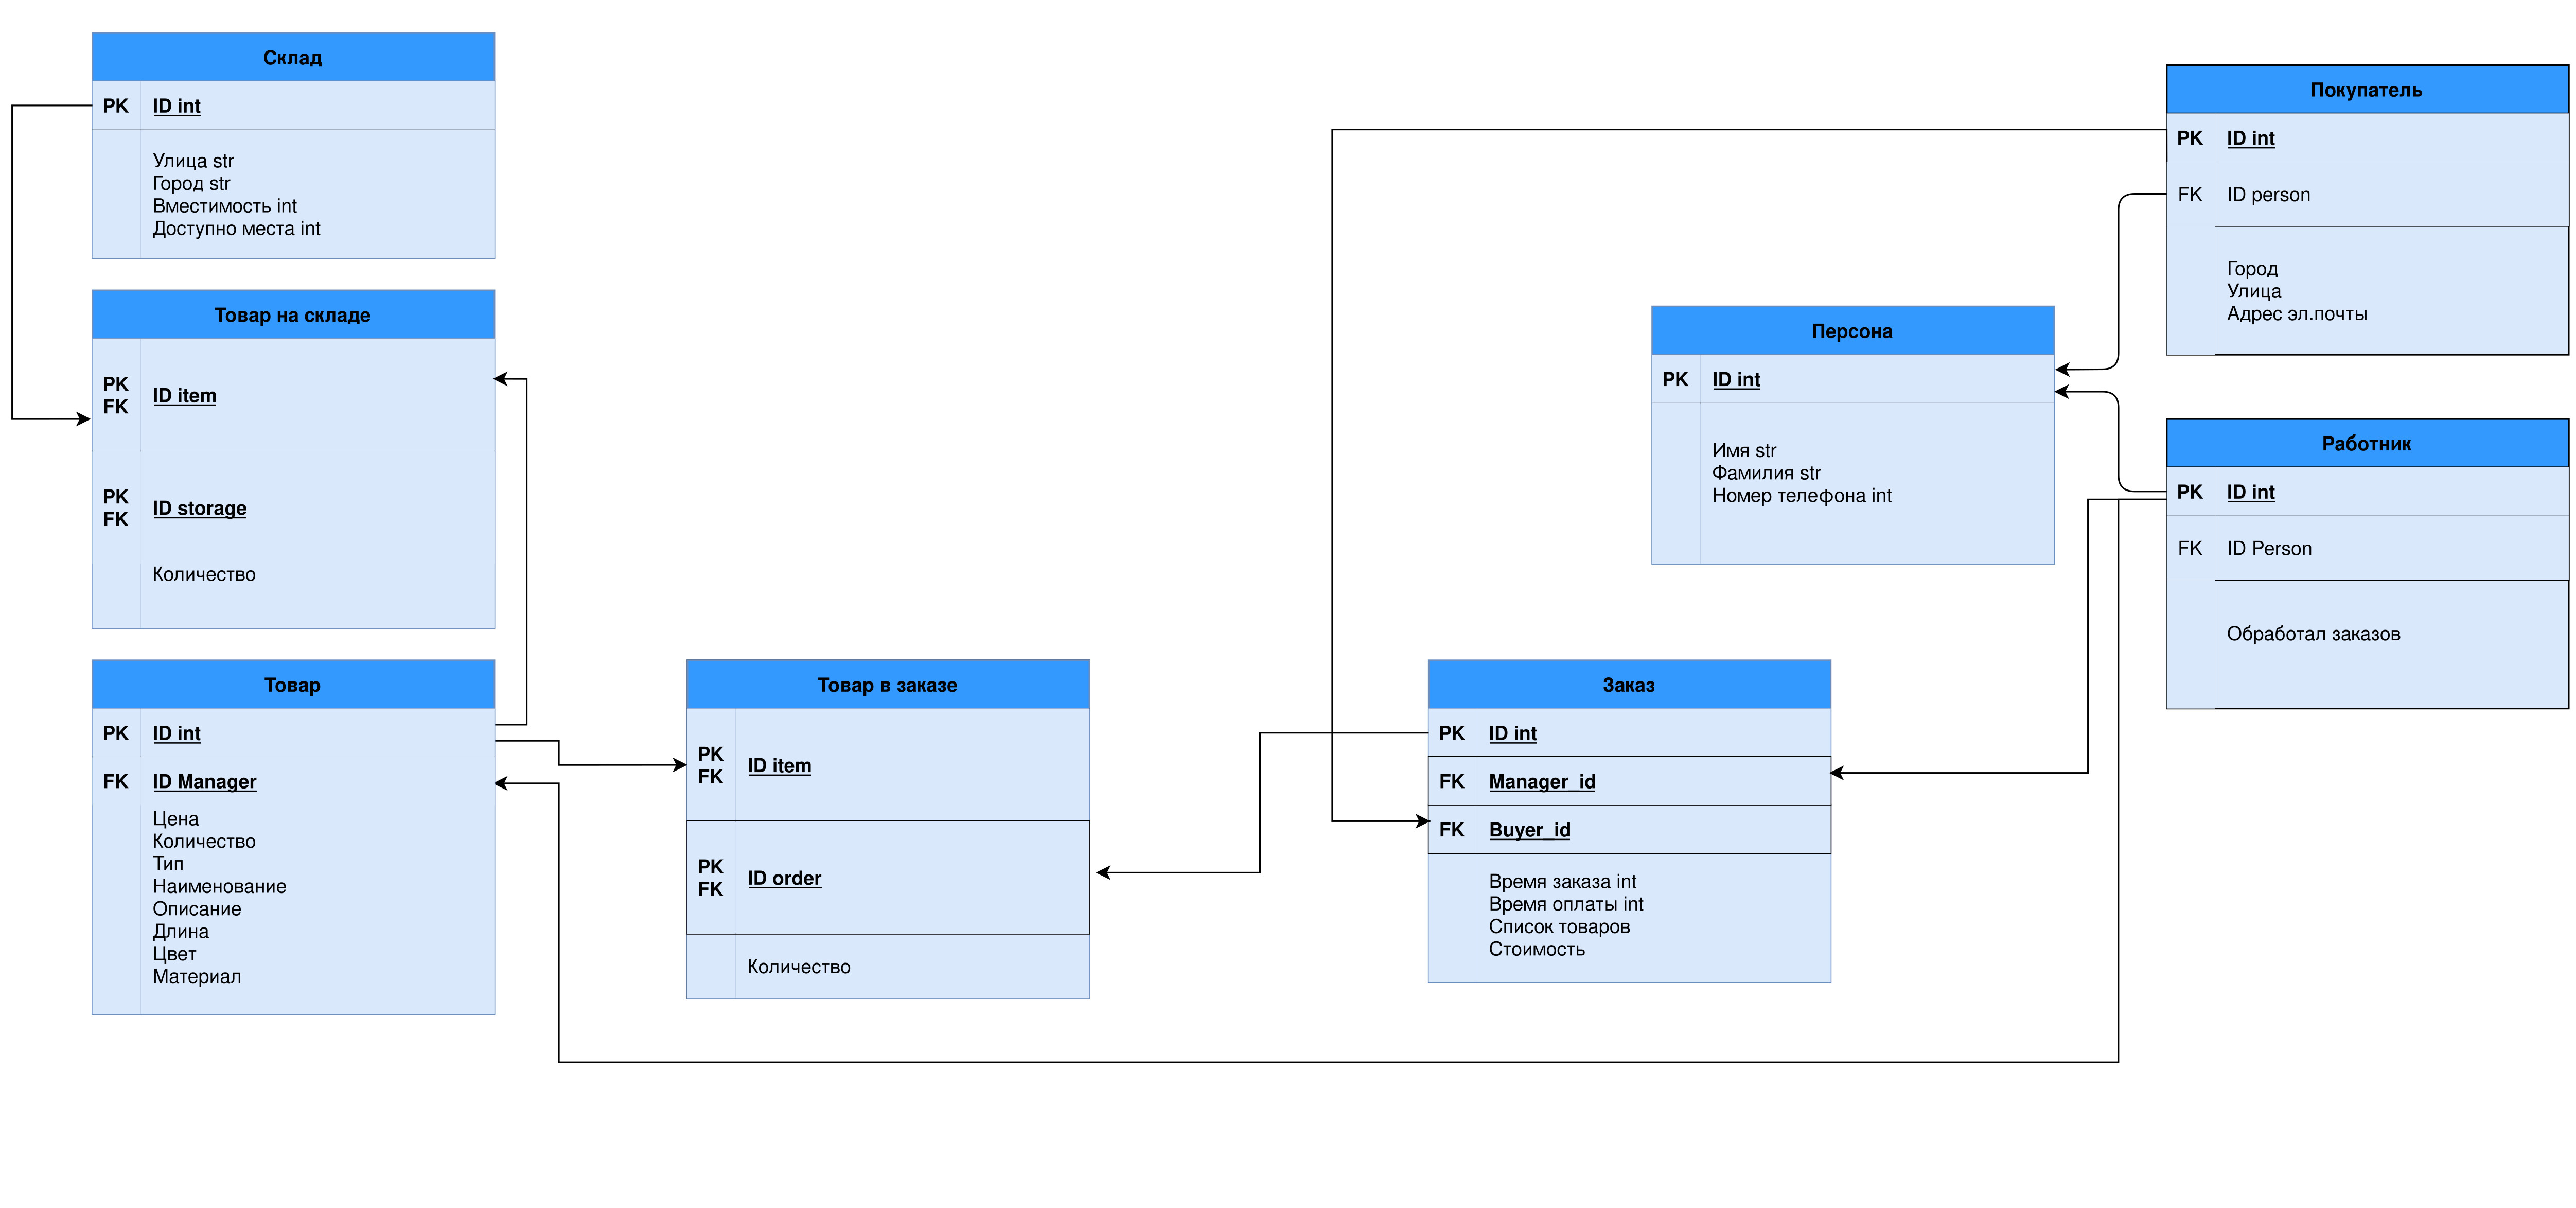 Склад
PK ID int
Улица str
Город str
Вместимость int
Доступно места int
Товар на складе
PK
FK
ID item
PK
FK
ID storage
Количество
Товар
PK ID int
FK ID Manager
Цена
Количество
Тип
Наименование
Описание
Длина
Цвет
Материал
Товар в заказе
PK
FK
ID item
PK
FK
ID order
Количество
Заказ
PK ID int
FK Manager_id
FK Buyer_id
Время заказа int
Время оплаты int
Список товаров
Стоимость
Персона
PK ID int
Имя str
Фамилия str
Номер телефона int
Покупатель
PK ID int
FK ID person
Город
Улица
Адрес эл.почты
Работник
PK ID int
FK ID Person
Обработал заказов